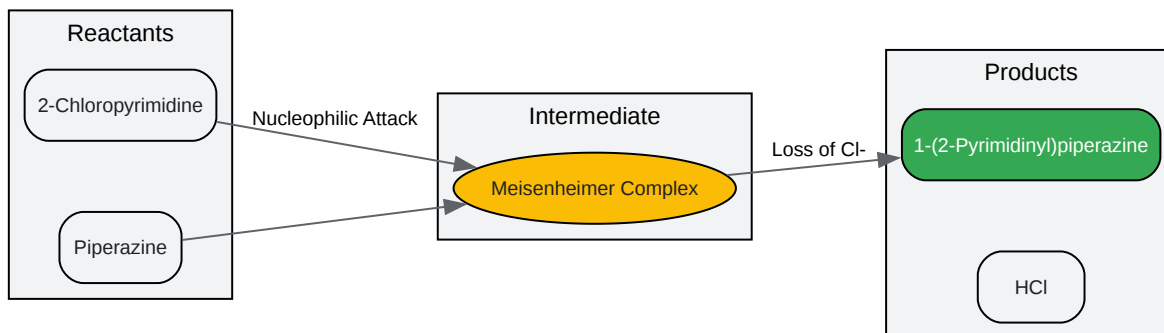 Reactants
2-Chloropyrimidine
Piperazine
Nucleophilic Attack
Intermediate
Meisenheimer Complex
Loss of Cl-
Products
1-(2-Pyrimidinyl)piperazine
HCl